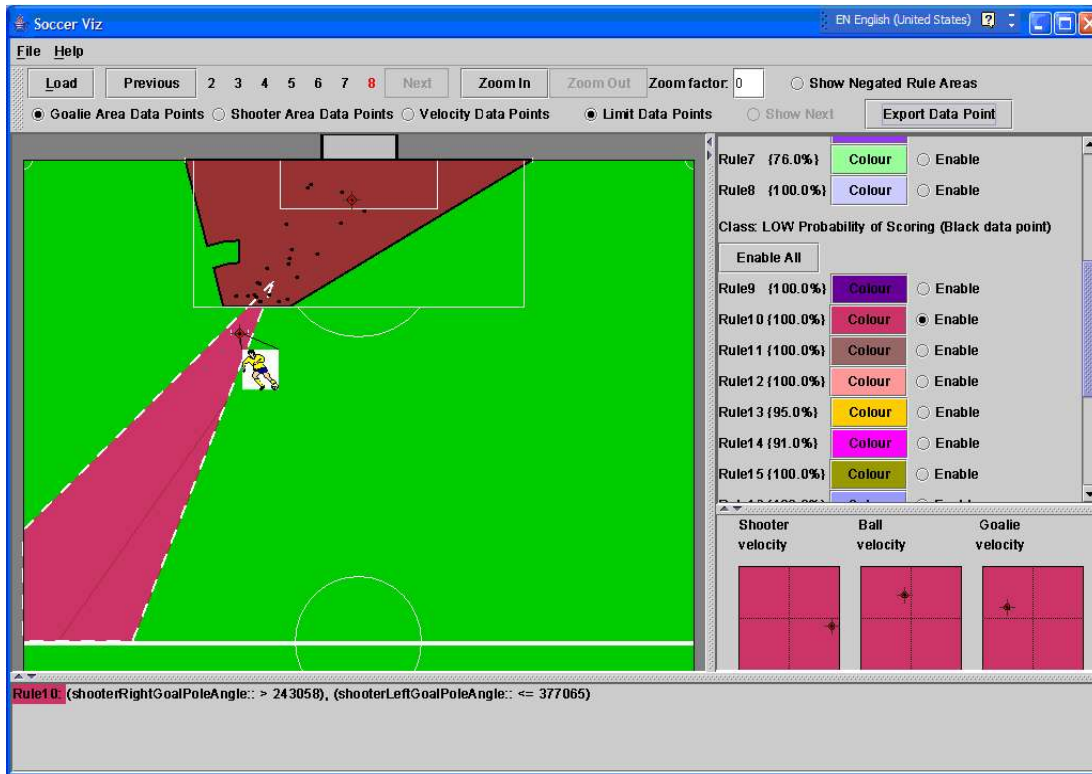 Soccer Viz
EN English (United States)
File Help
Load Previous 2 3 4 5 6 7 8 Next Zoom In Zoom Out Zoom factor: 0 Show Negated Rule Areas
Goalie Area Data Points Shooter Area Data Points Velocity Data Points Limit Data Points Show Next Export Data Point
Rule7 {76.0%} Colour Enable
Rule8 {100.0%} Colour Enable
Class: LOW Probability of Scoring (Black data point)
Enable All
Rule9 {100.0%} Colour Enable
Rule10 {100.0%} Colour Enable
Rule11 {100.0%} Colour Enable
Rule12 {100.0%} Colour Enable
Rule13 {95.0%} Colour Enable
Rule14 {91.0%} Colour Enable
Rule15 {100.0%} Colour Enable
Shooter velocity Ball velocity Goalie velocity
Rule10: (shooterRightGoalPoleAngle:: > 243058), (shooterLeftGoalPoleAngle:: <= 377065)